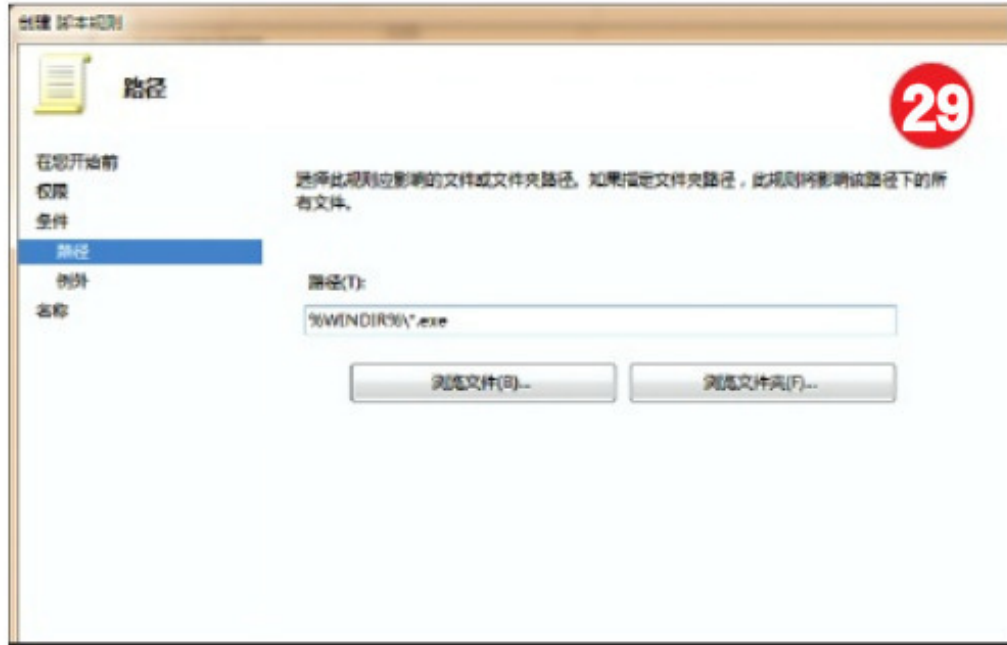 创建 脚本规则
路径
29
在您开始前
权限
条件
路径
例外
名称
选择此规则应影响的文件或文件夹路径。如果指定文件夹路径，此规则将影响该路径下的所
有文件。
路径(T):
%WINDIR%\*.exe
浏览文件(B)...
浏览文件夹(F)...